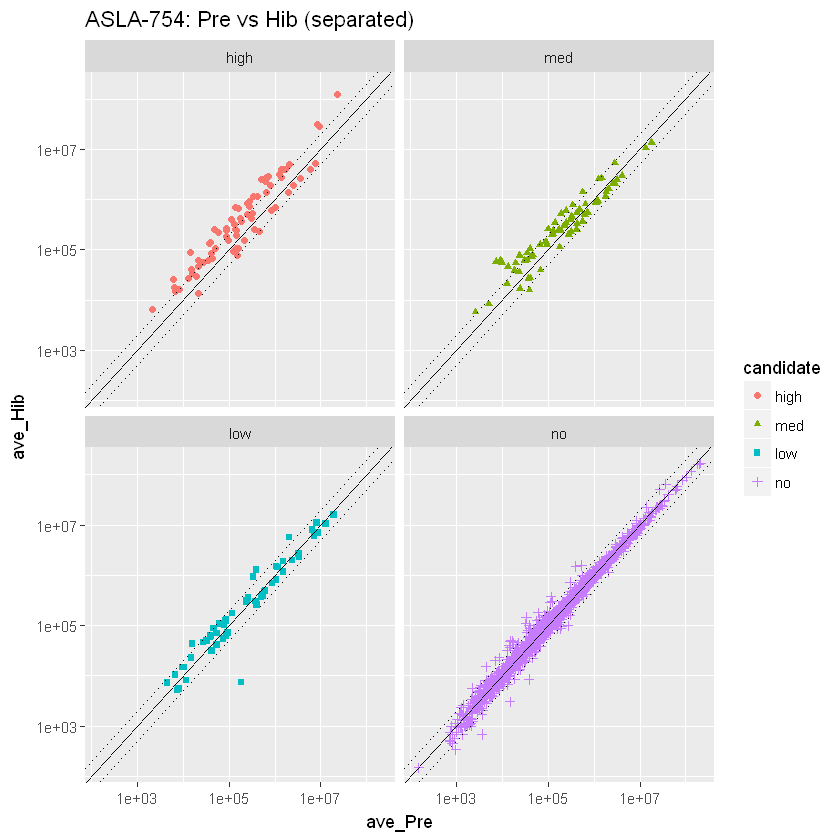 ASLA-754: Pre vs Hib (separated)
high
med
1e+07
1e+05
1e+03
ave_Hib
candidate
high
med
low
no
low
no
1e+07
1e+05
1e+03
1e+03
1e+05
1e+07
1e+03
1e+05
1e+07
ave_Pre